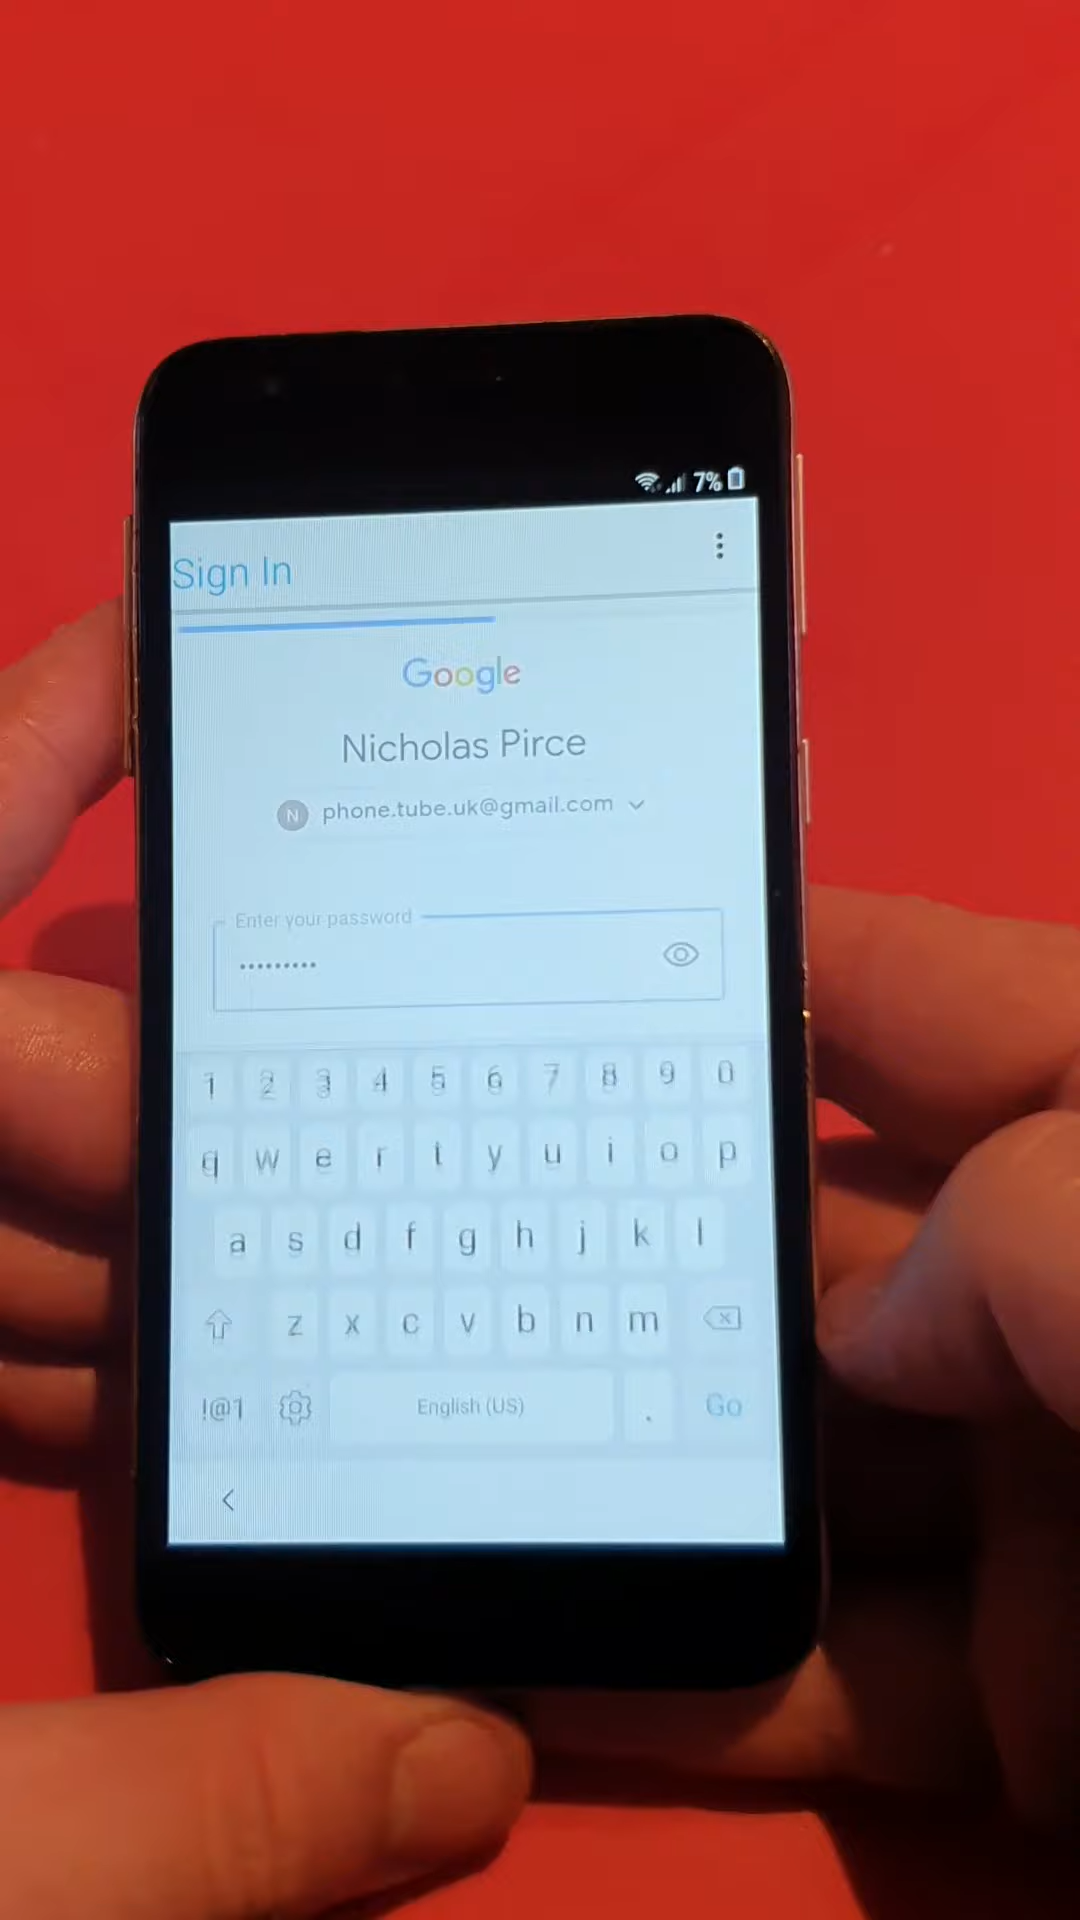 7%
Sign In
Google
Nicholas Pirce
N phone.tube.uk@gmail.com
Enter your password
•••••••••
1 2 3 4 5 6 7 8 9 0
q w e r t y u i o p
a s d f g h j k l
z x c v b n m
!@1 English (US) . Go